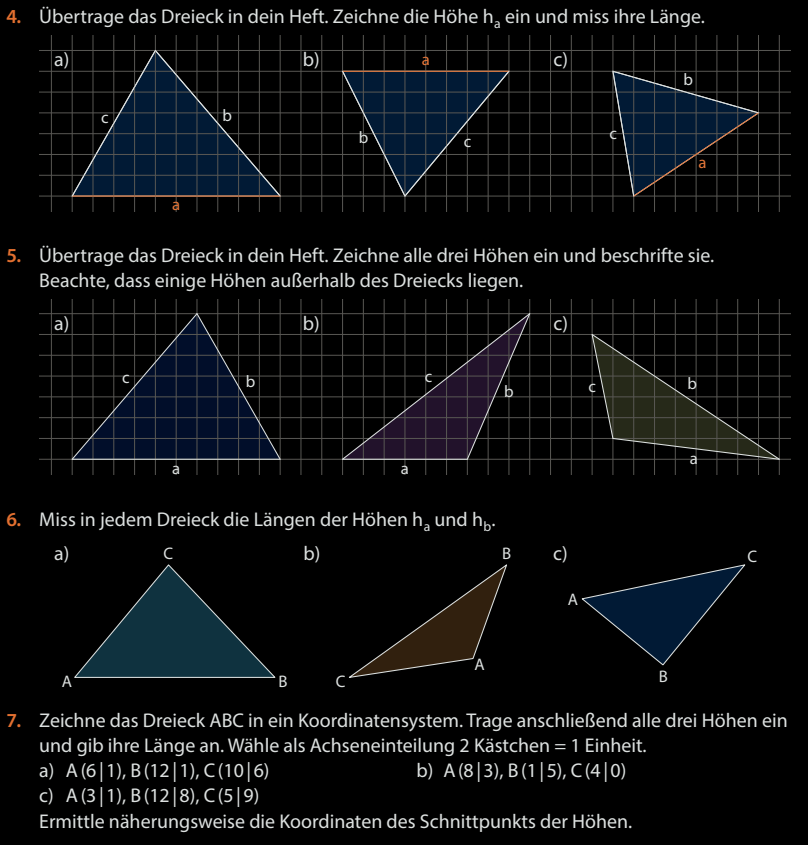 4. Übertrage das Dreieck in dein Heft. Zeichne die Höhe hₐ ein und miss ihre Länge.
a) b) c)
c b a
a b c
b c a
5. Übertrage das Dreieck in dein Heft. Zeichne alle drei Höhen ein und beschrifte sie.
Beachte, dass einige Höhen außerhalb des Dreiecks liegen.
a) b) c)
c b a
c b a
c b a
6. Miss in jedem Dreieck die Längen der Höhen hₐ und h_b.
a) b) c)
C A B
B A C
A C B
7. Zeichne das Dreieck ABC in ein Koordinatensystem. Trage anschließend alle drei Höhen ein
und gib ihre Länge an. Wähle als Achseneinteilung 2 Kästchen = 1 Einheit.
a) A(6|1), B(12|1), C(10|6) b) A(8|3), B(1|5), C(4|0)
c) A(3|1), B(12|8), C(5|9)
Ermittle näherungsweise die Koordinaten des Schnittpunkts der Höhen.